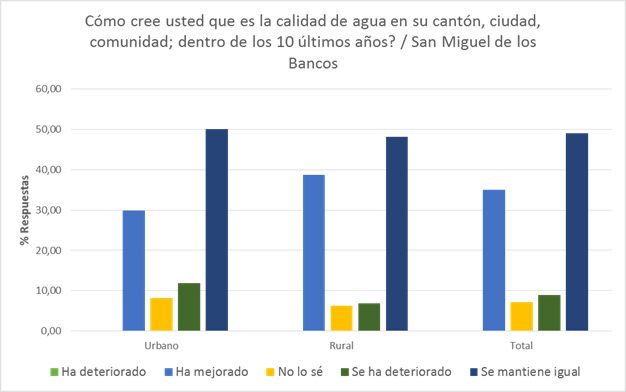 Cómo cree usted que es la calidad de agua en su cantón, ciudad,
comunidad; dentro de los 10 últimos años? / San Miguel de los
Bancos
60,00
50,00
40,00
30,00
20,00
10,00
0,00
% Respuestas
Urbano Rural Total
Ha deteriorado Ha mejorado No lo sé Se ha deteriorado Se mantiene igual